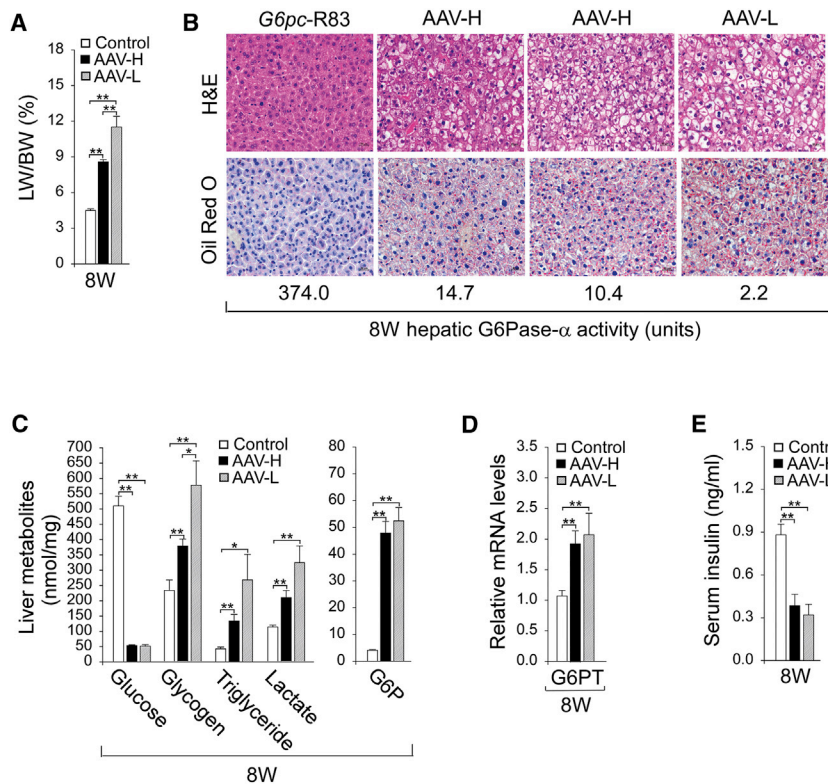 A
LW/BW (%)
18
15
12
9
6
3
0
Control
AAV-H
AAV-L
**
**
**
8W
B
G6pc-R83
AAV-H
AAV-H
AAV-L
H&E
Oil Red O
374.0
14.7
10.4
2.2
8W hepatic G6Pase-α activity (units)
C
Liver metabolites
(nmol/mg)
700
650
600
550
500
450
400
350
300
250
200
150
100
50
Control
AAV-H
AAV-L
**
**
**
*
**
*
**
**
**
Glucose
Glycogen
Triglyceride
Lactate
80
70
60
50
40
30
20
10
0
**
**
G6P
8W
D
Relative mRNA levels
3.0
2.5
2.0
1.5
1.0
0.5
0.0
Control
AAV-H
AAV-L
**
**
G6PT
8W
E
Serum insulin (ng/ml)
1.5
1.2
0.9
0.6
0.3
0.0
Contro
AAV-H
AAV-L
**
**
8W